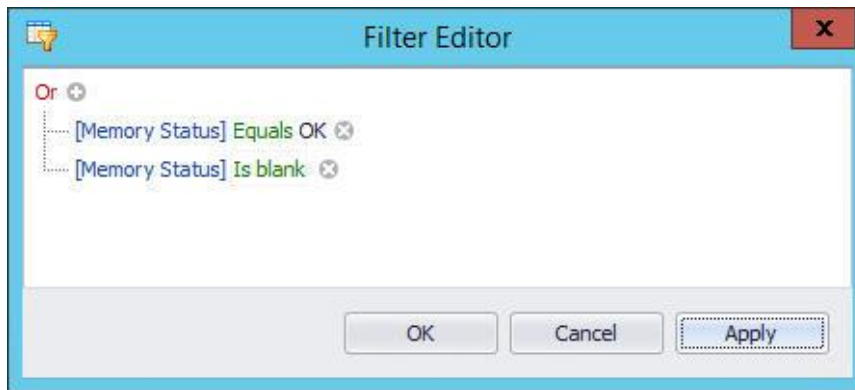 Filter Editor
x
Or
[Memory Status] Equals OK
[Memory Status] Is blank
OK Cancel Apply